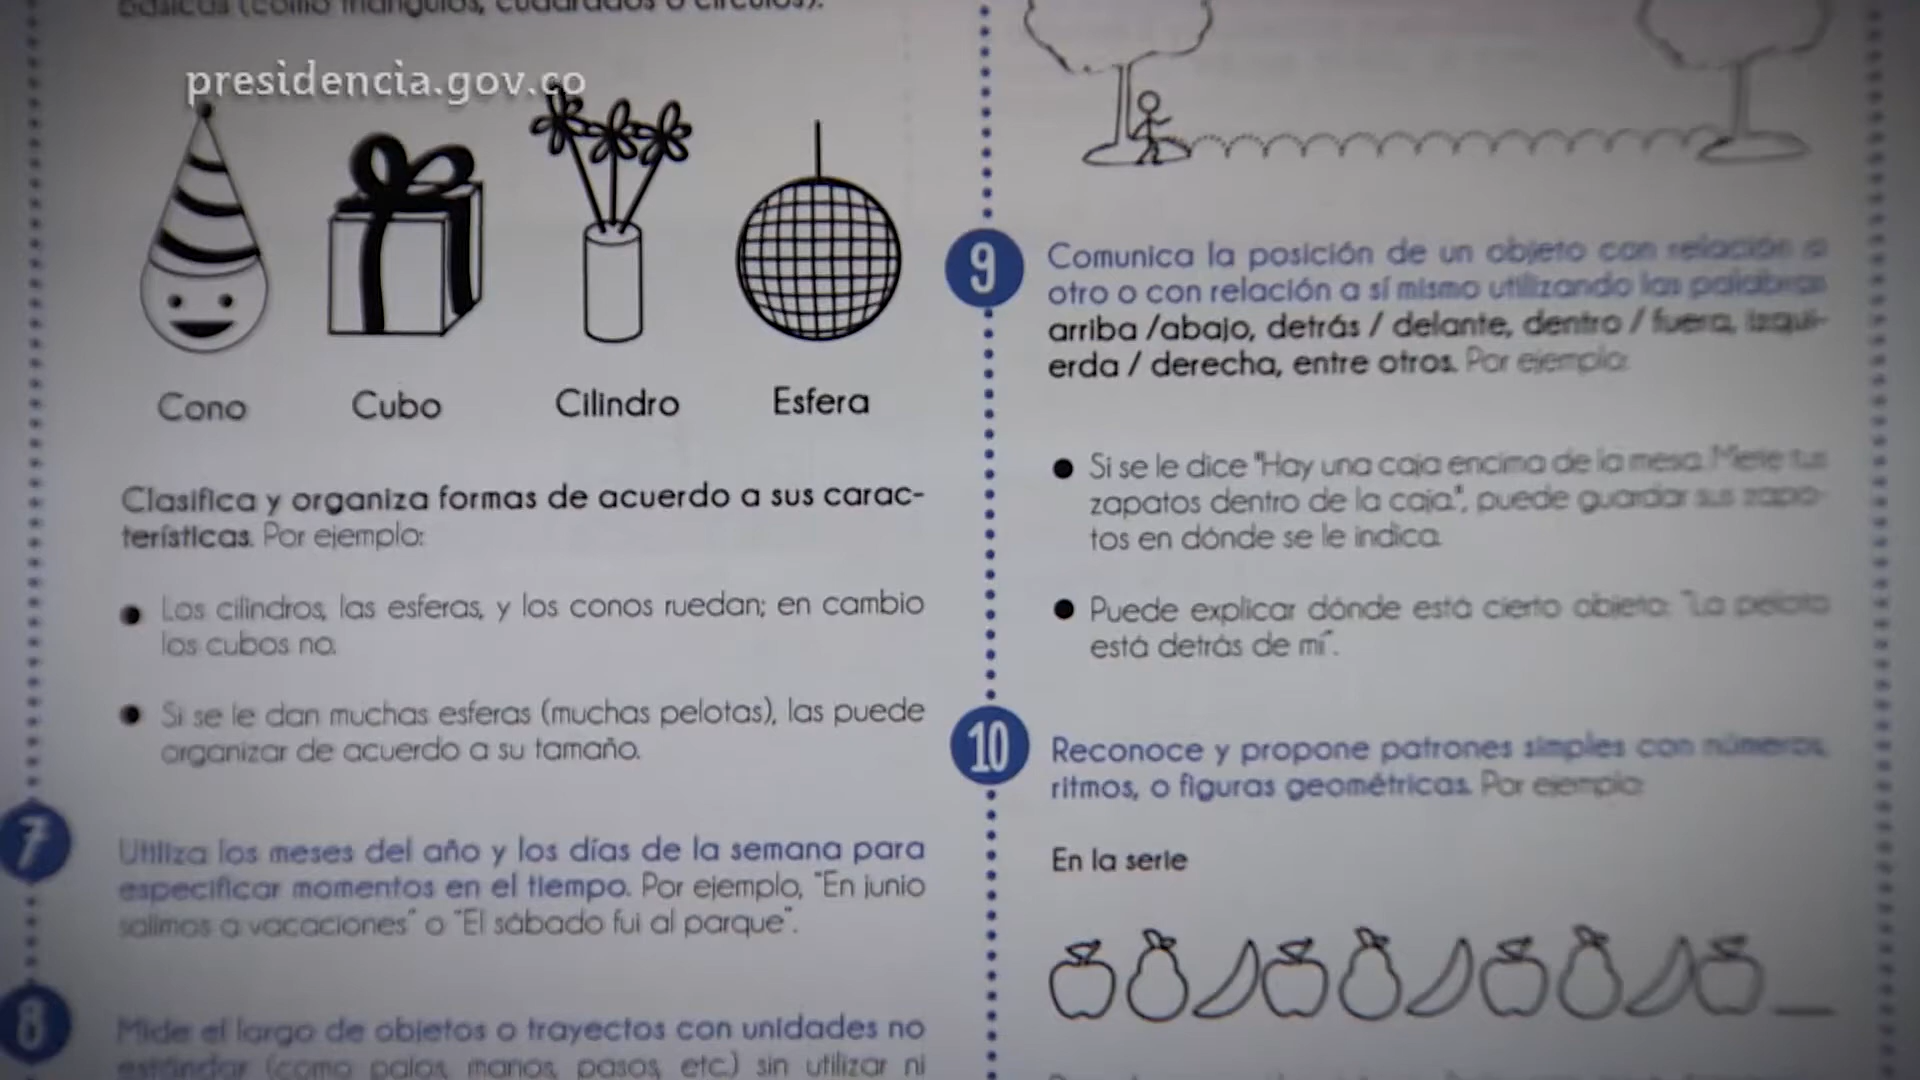 básicas (como triángulos, cuadrados o círculos).
presidencia.gov.co
Cono
Cubo
Cilindro
Esfera
Clasifica y organiza formas de acuerdo a sus carac-
terísticas. Por ejemplo:
Los cilindros, las esferas, y los conos ruedan; en cambio
los cubos no.
Si se le dan muchas esferas (muchas pelotas), las puede
organizar de acuerdo a su tamaño.
7
Utiliza los meses del año y los días de la semana para
especificar momentos en el tiempo. Por ejemplo, "En junio
salimos a vacaciones" o "El sábado fui al parque".
8
Mide el largo de objetos o trayectos con unidades no
estándar (como palos, manos, pasos, etc.) sin utilizar ni
9
Comunica la posición de un objeto con relación a
otro o con relación a sí mismo utilizando las palabras
arriba /abajo, detrás / delante, dentro / fuera, izqui-
erda / derecha, entre otros. Por ejemplo:
Si se le dice "Hay una caja encima de la mesa. Mete tus
zapatos dentro de la caja.", puede guardar sus zapa-
tos en dónde se le indica.
Puede explicar dónde está cierto objeto: "La pelota
está detrás de mí".
10
Reconoce y propone patrones simples con números,
ritmos, o figuras geométricas. Por ejemplo:
En la serie